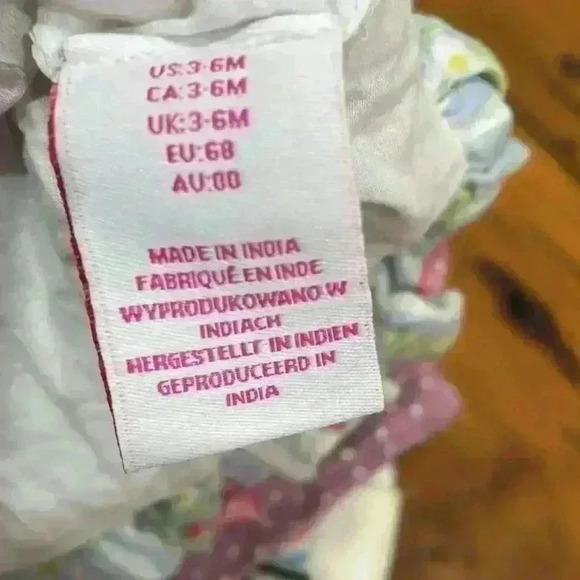 US:3-6M
CA:3-6M
UK:3-6M
EU:68
AU:00
MADE IN INDIA
FABRIQUÉ EN INDE
WYPRODUKOWANO W
INDIACH
HERGESTELLT IN INDIEN
GEPRODUCEERD IN
INDIA